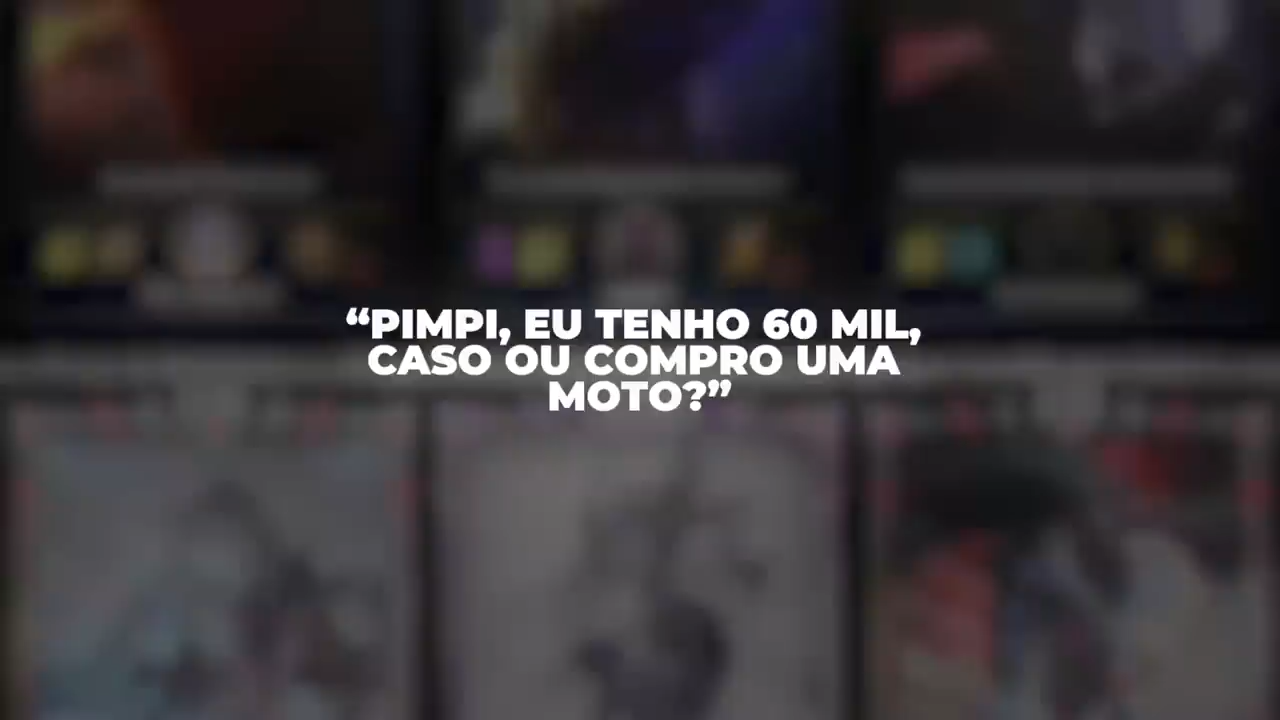 “PIMPI, EU TENHO 60 MIL,
CASO OU COMPRO UMA
MOTO?”